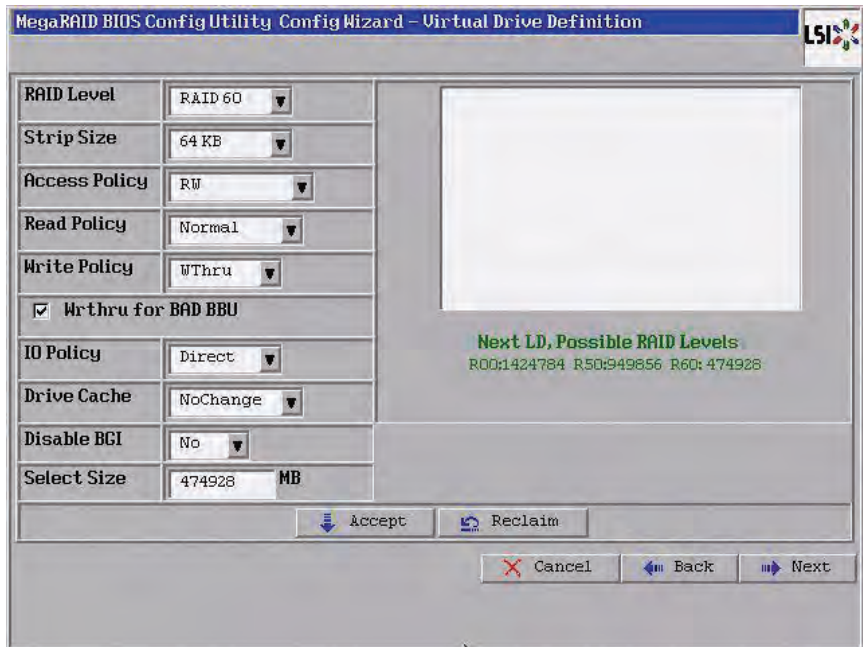 MegaRAID BIOS Config Utility Config Wizard – Virtual Drive Definition
LSI
RAID Level RAID 60
Strip Size 64 KB
Access Policy RW
Read Policy Normal
Write Policy WThru
Wrthru for BAD BBU
IO Policy Direct
Drive Cache NoChange
Disable BGI No
Select Size 474928 MB
Next LD, Possible RAID Levels
R00:1424784 R50:949856 R60: 474928
Accept Reclaim
Cancel Back Next